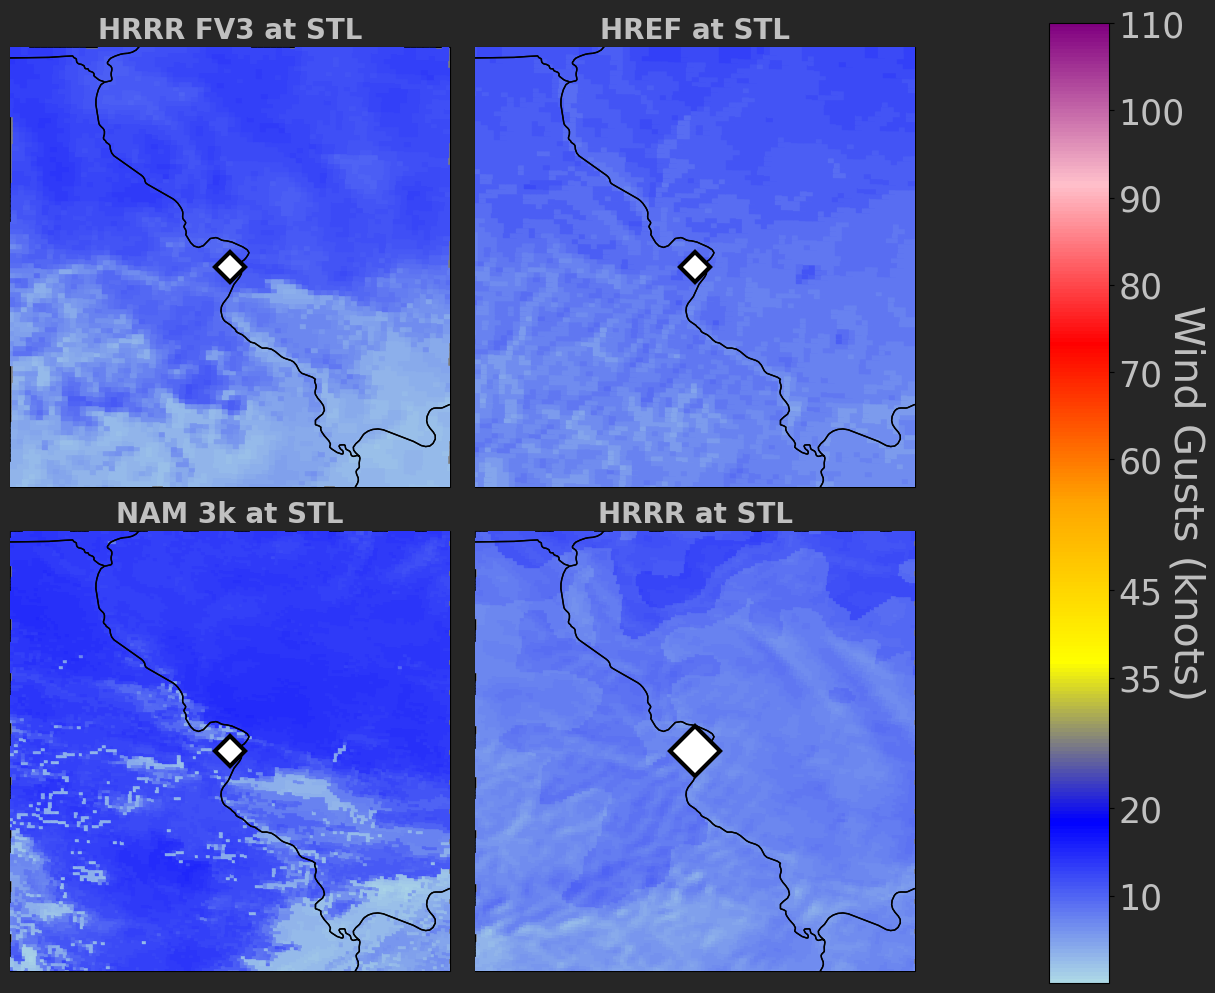 HRRR FV3 at STL
HREF at STL
NAM 3k at STL
HRRR at STL
110
100
90
80
70
60
45
35
20
10
Wind Gusts (knots)